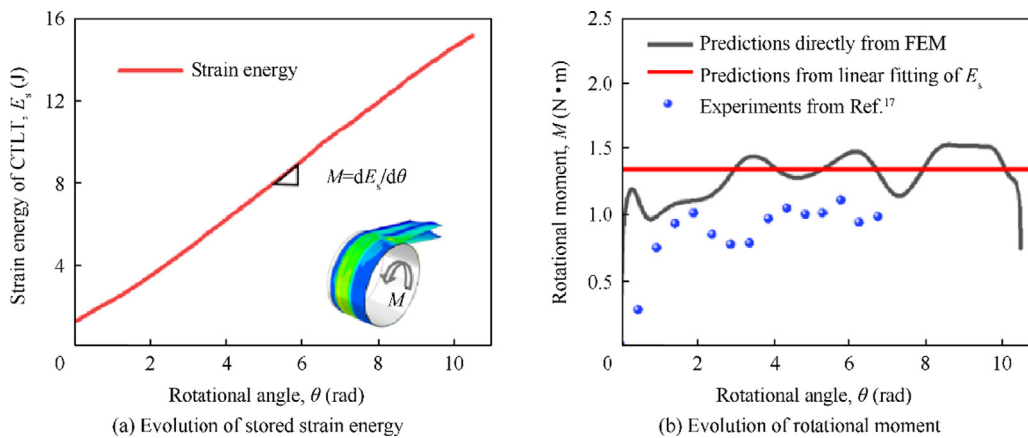 16
12
8
4
0
Strain energy of CTLT, E_s (J)
Strain energy
M=dE_s/dθ
M
0 2 4 6 8 10
Rotational angle, θ (rad)
(a) Evolution of stored strain energy
2.5
2.0
1.5
1.0
0.5
Rotational moment, M (N • m)
Predictions directly from FEM
Predictions from linear fitting of E_s
Experiments from Ref.¹⁷
0 2 4 6 8 10
Rotational angle, θ (rad)
(b) Evolution of rotational moment